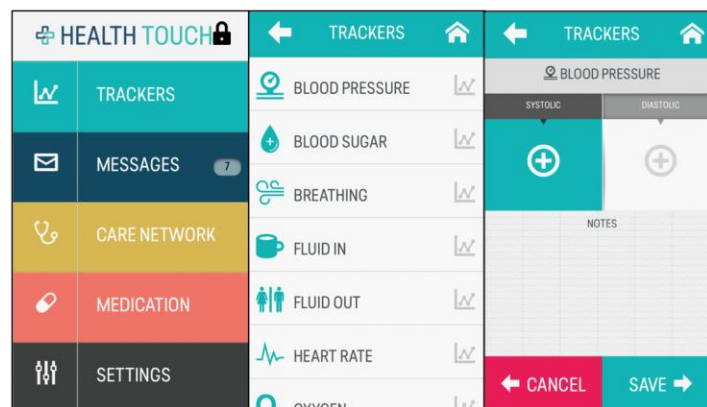 HEALTH TOUCH
TRACKERS
MESSAGES 7
CARE NETWORK
MEDICATION
SETTINGS
TRACKERS
BLOOD PRESSURE
BLOOD SUGAR
BREATHING
FLUID IN
FLUID OUT
HEART RATE
OXYGEN
TRACKERS
BLOOD PRESSURE
SYSTOLIC
DIASTOLIC
NOTES
CANCEL
SAVE